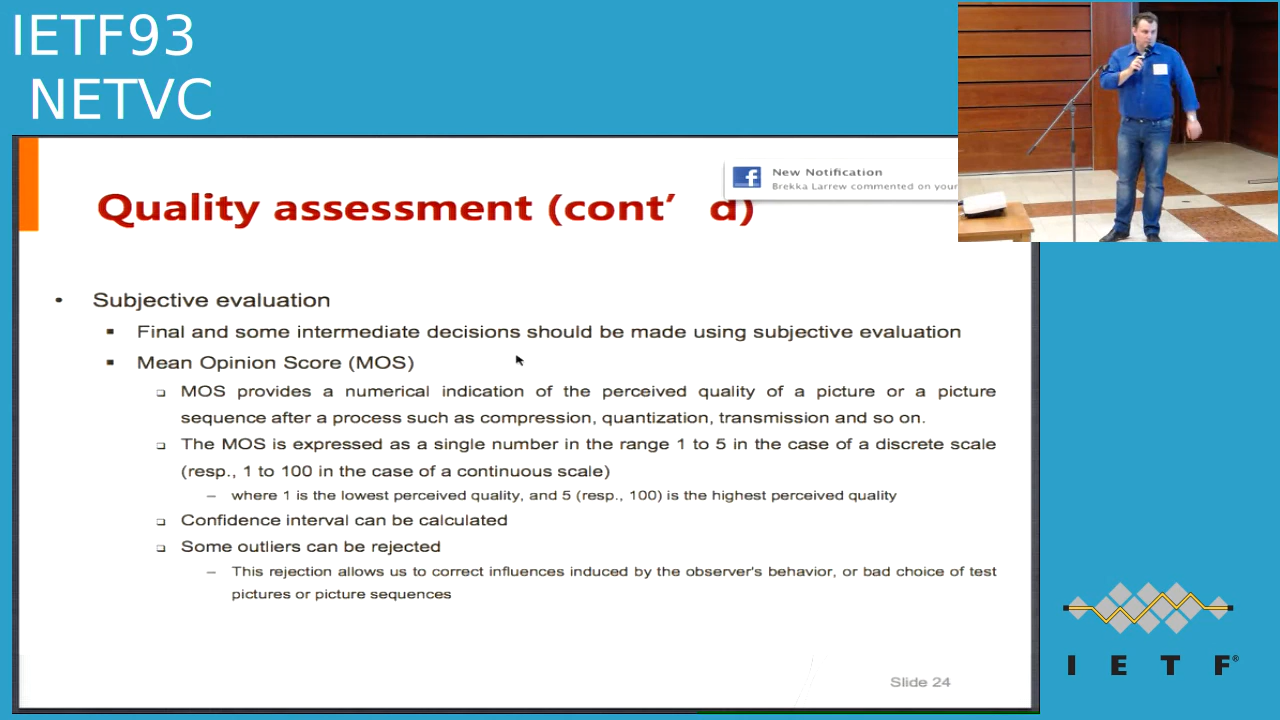 IETF93
NETVC
New Notification
Brekka Larrew commented on your
Quality assessment (cont’ d)
• Subjective evaluation
▪ Final and some intermediate decisions should be made using subjective evaluation
▪ Mean Opinion Score (MOS)
❑ MOS provides a numerical indication of the perceived quality of a picture or a picture
sequence after a process such as compression, quantization, transmission and so on.
❑ The MOS is expressed as a single number in the range 1 to 5 in the case of a discrete scale
(resp., 1 to 100 in the case of a continuous scale)
– where 1 is the lowest perceived quality, and 5 (resp., 100) is the highest perceived quality
❑ Confidence interval can be calculated
❑ Some outliers can be rejected
– This rejection allows us to correct influences induced by the observer's behavior, or bad choice of test
pictures or picture sequences
Slide 24
I E T F®